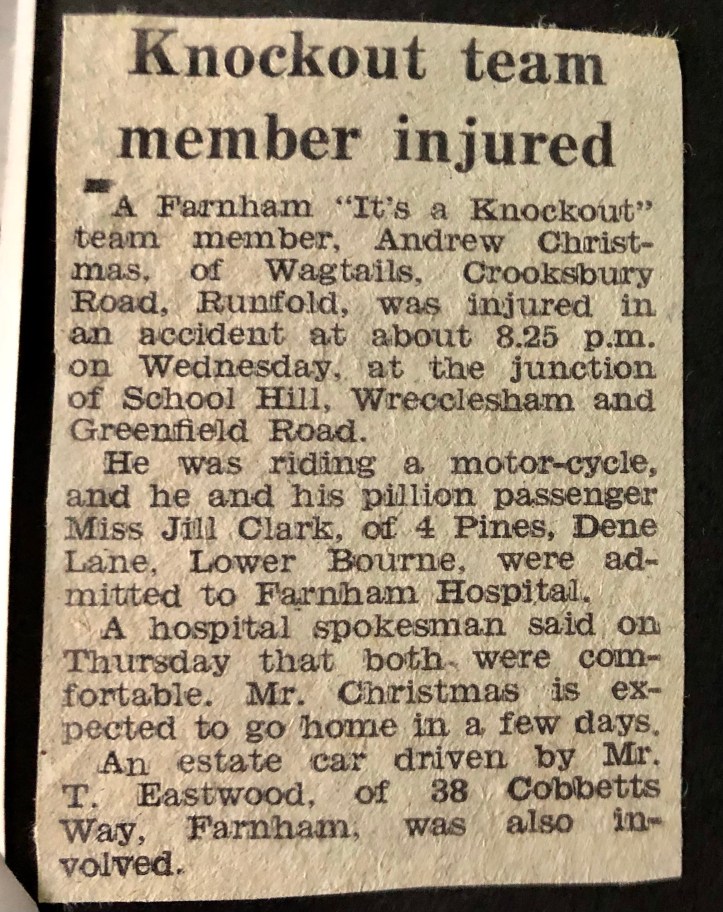 Knockout team
member injured
A Farnham "It's a Knockout"
team member, Andrew Christ-
mas, of Wagtails, Crooksbury
Road, Runfold, was injured in
an accident at about 8.25 p.m.
on Wednesday, at the junction
of School Hill, Wrecclesham and
Greenfield Road.
He was riding a motor-cycle,
and he and his pillion passenger
Miss Jill Clark, of 4 Pines, Dene
Lane, Lower Bourne, were ad-
mitted to Farnham Hospital.
A hospital spokesman said on
Thursday that both were com-
fortable. Mr. Christmas is ex-
pected to go home in a few days.
An estate car driven by Mr.
T. Eastwood, of 38 Cobbetts
Way, Farnham, was also in-
volved.